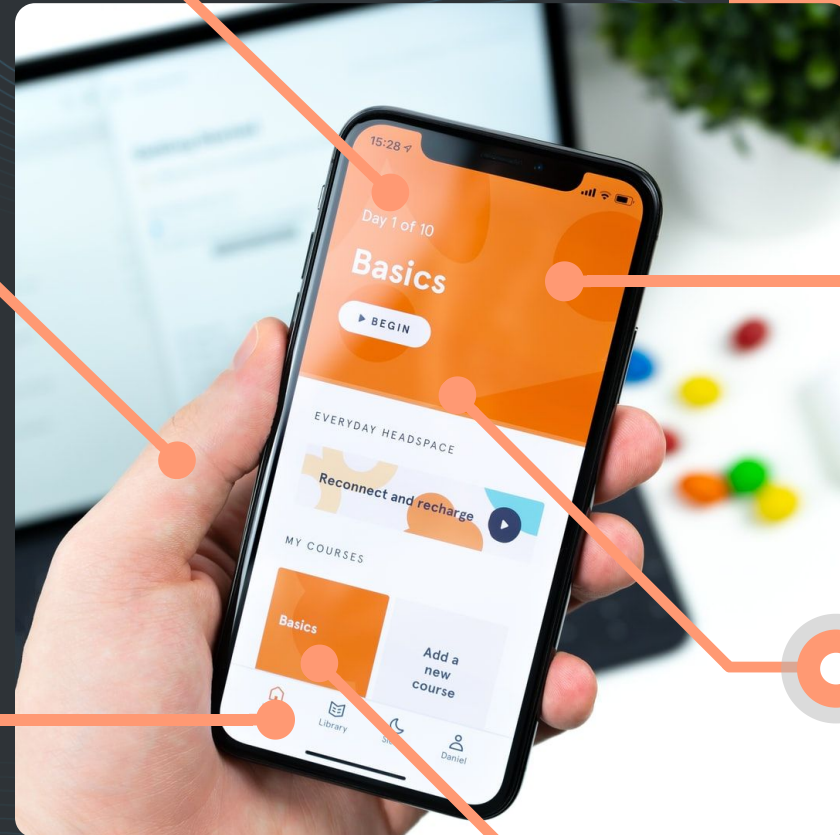 15:28
Day 1 of 10
Basics
BEGIN
EVERYDAY HEADSPACE
Reconnect and recharge
MY COURSES
Basics
Add a
new
course
Library
Daniel